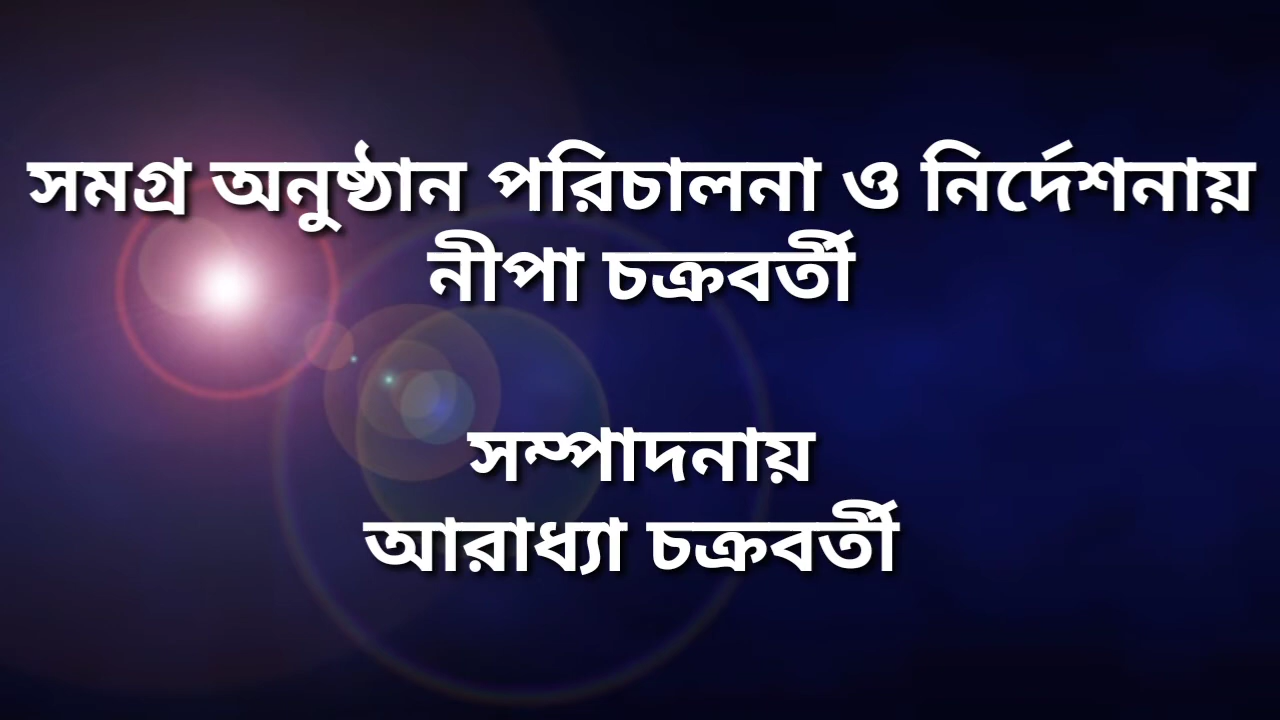 সমগ্র অনুষ্ঠান পরিচালনা ও নির্দেশনায়
নীপা চক্রবর্তী
সম্পাদনায়
আরাধ্যা চক্রবর্তী